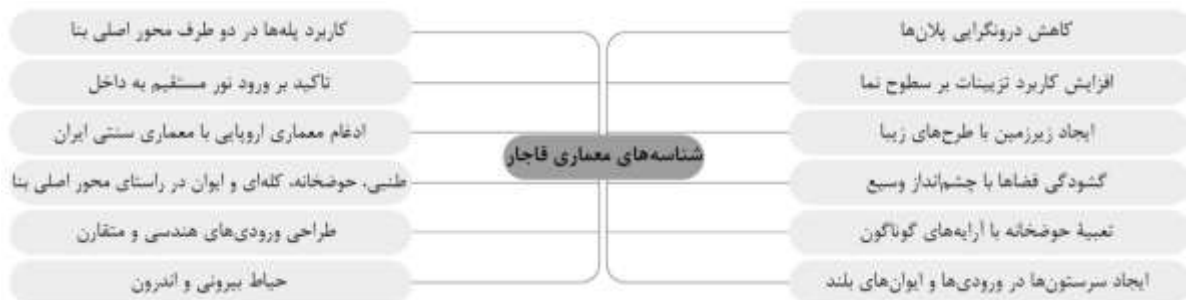 شناسه‌های معماری قاجار
کاهش درونگرایی پلان‌ها
افزایش کاربرد تزیینات بر سطوح نما
ایجاد زیرزمین با طرح‌های زیبا
گشودگی فضاها با چشم‌انداز وسیع
تعبیهٔ حوضخانه با آرایه‌های گوناگون
ایجاد سرستون‌ها در ورودی‌ها و ایوان‌های بلند
کاربرد پله‌ها در دو طرف محور اصلی بنا
تاکید بر ورود نور مستقیم به داخل
ادغام معماری اروپایی با معماری سنتی ایران
طنبی، حوضخانه، کله‌ای و ایوان در راستای محور اصلی بنا
طراحی ورودی‌های هندسی و متقارن
حیاط بیرونی و اندرون